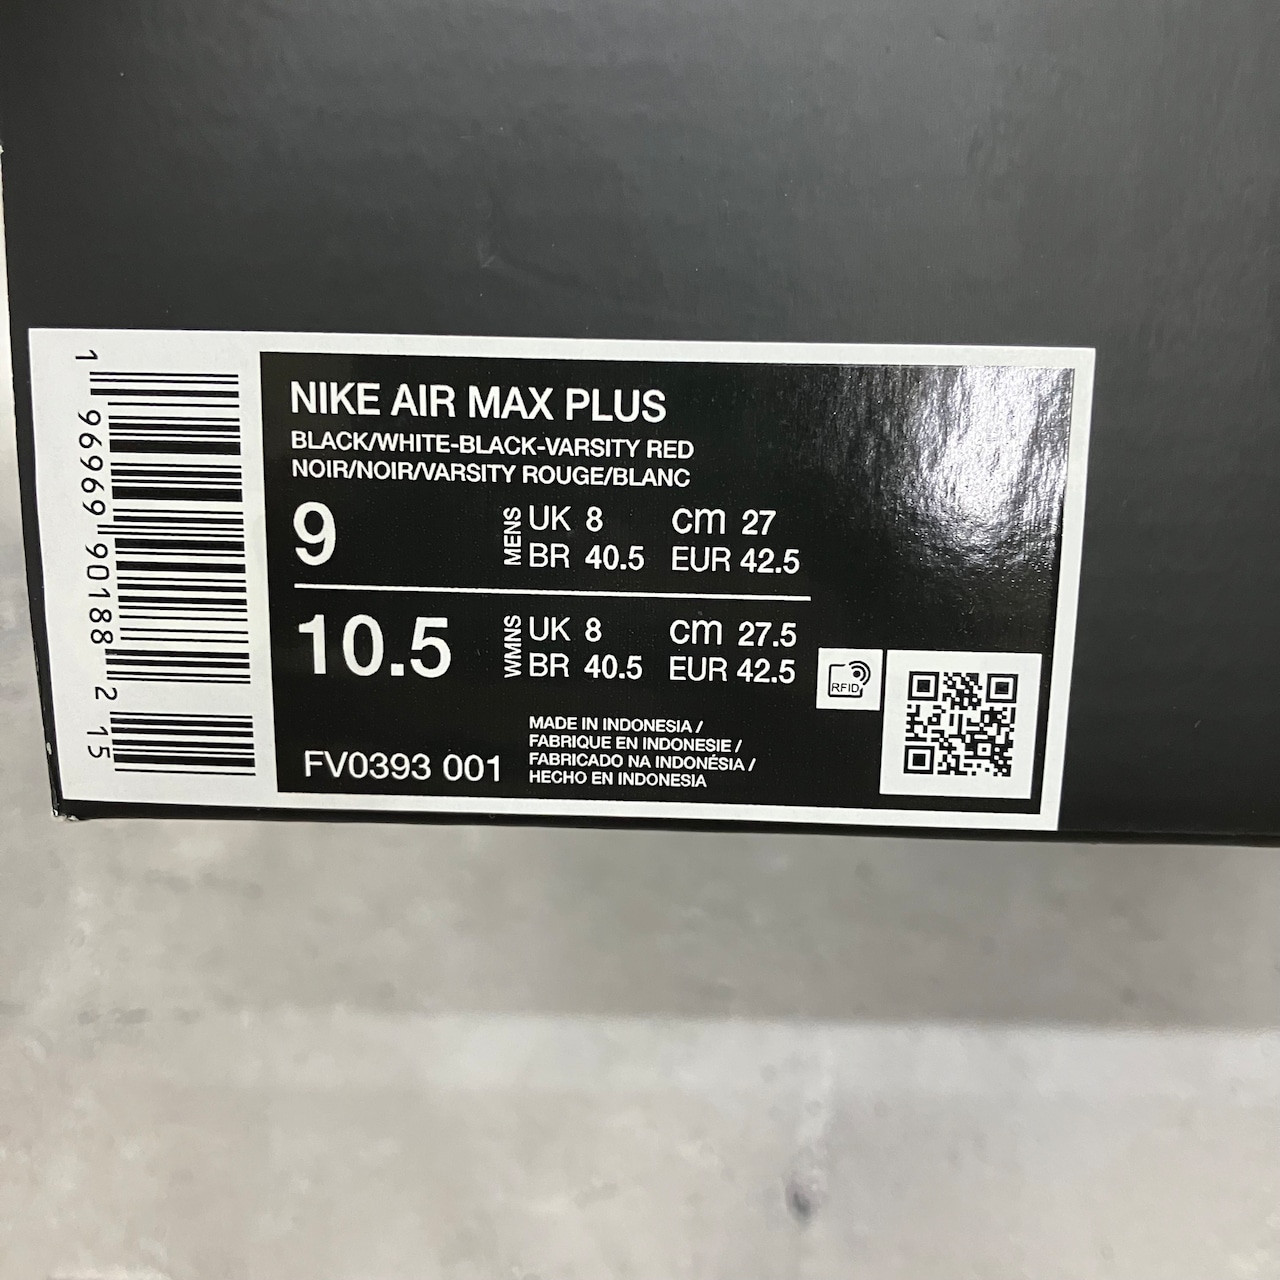 1 96969 90188 2 15
NIKE AIR MAX PLUS
BLACK/WHITE-BLACK-VARSITY RED
NOIR/NOIR/VARSITY ROUGE/BLANC
9 MENS UK 8 cm 27
BR 40.5 EUR 42.5
10.5 WMNS UK 8 cm 27.5
BR 40.5 EUR 42.5
RFID
MADE IN INDONESIA /
FABRIQUE EN INDONESIE /
FABRICADO NA INDONÉSIA /
HECHO EN INDONESIA
FV0393 001